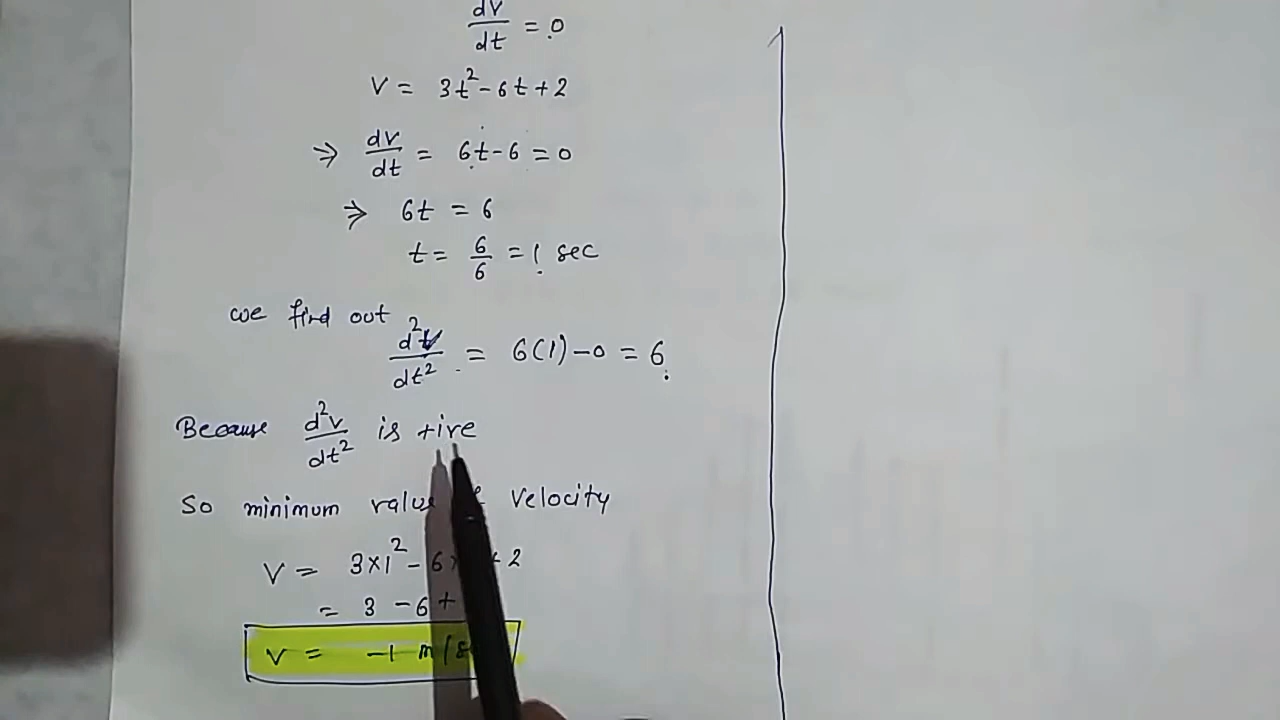 dv/dt = 0
V = 3t² - 6t + 2
⇒ dv/dt = 6t - 6 = 0
⇒ 6t = 6
t = 6/6 = 1 sec
we find out
d²v/dt² = 6(1) - 0 = 6
Because d²v/dt² is +ive
So minimum value Velocity
V = 3×1² - 6× + 2
= 3 - 6 +
V = -1 m/s